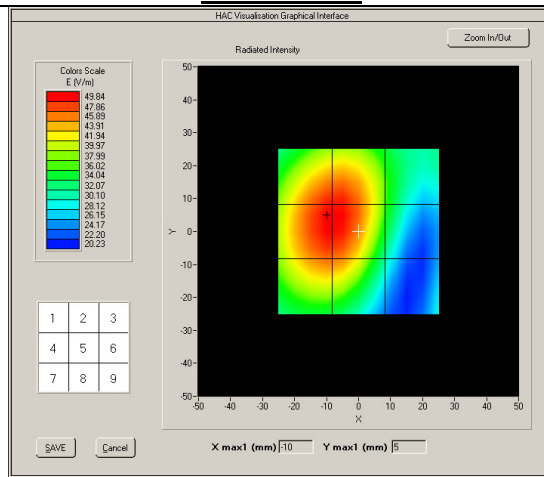 HAC Visualisation Graphical Interface
Zoom In/Out
Radiated Intensity
Colors Scale
E (V/m)
49.84
47.86
45.89
43.91
41.94
39.97
37.99
36.02
34.04
32.07
30.10
28.12
26.15
24.17
22.20
20.23
50
40
30
20
10
0
-10
-20
-30
-40
-50
Y
-50 -40 -30 -20 -10 0 10 20 30 40 50
X
1 2 3
4 5 6
7 8 9
SAVE Cancel
X max1 (mm) -10 Y max1 (mm) 5